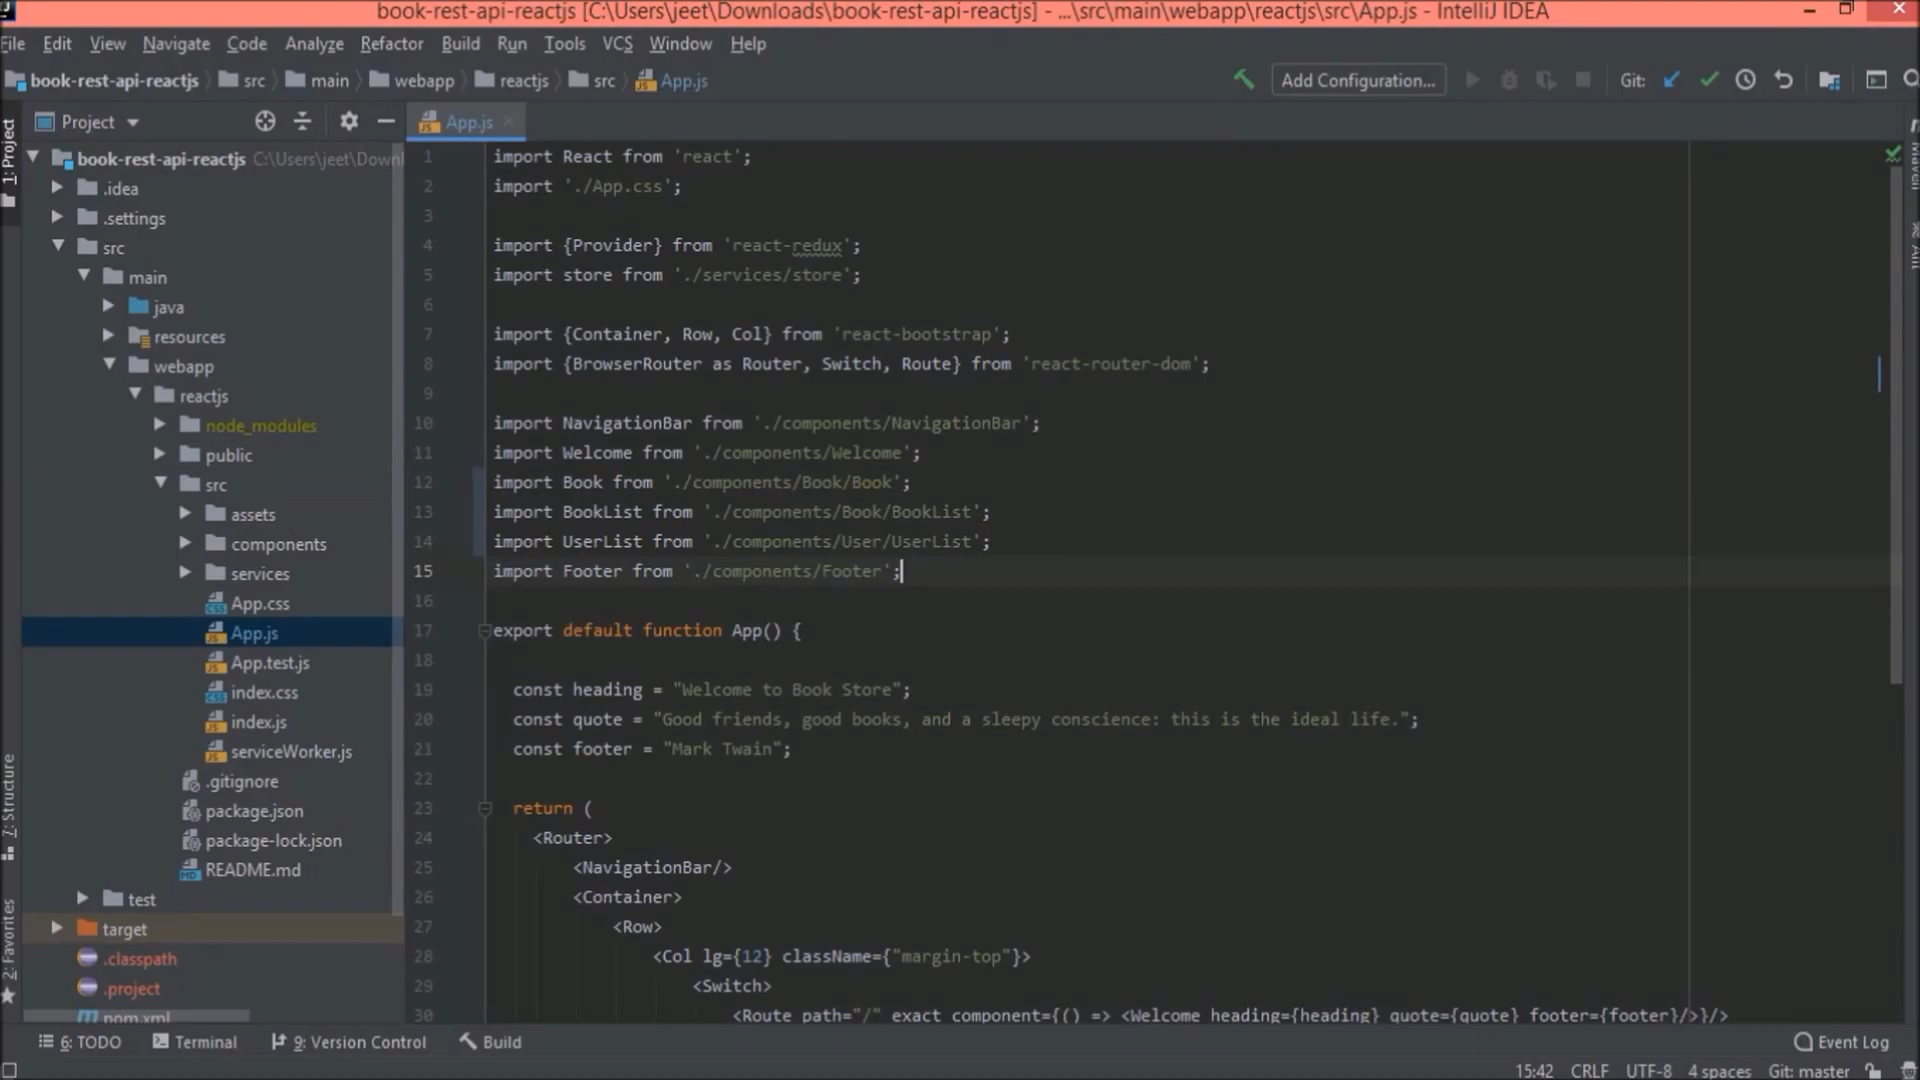 book-rest-api-reactjs [C:\Users\jeet\Downloads\book-rest-api-reactjs] - ...\src\main\webapp\reactjs\src\App.js - IntelliJ IDEA
File Edit View Navigate Code Analyze Refactor Build Run Tools VCS Window Help
book-rest-api-reactjs src main webapp reactjs src App.js Add Configuration... Git:
1: Project
Project
App.js
book-rest-api-reactjs C:\Users\jeet\Downl
.idea
.settings
src
main
java
resources
webapp
reactjs
node_modules
public
src
assets
components
services
App.css
App.js
App.test.js
index.css
index.js
serviceWorker.js
.gitignore
package.json
package-lock.json
README.md
test
target
.classpath
.project
pom.xml
1 import React from 'react';
2 import './App.css';
3
4 import {Provider} from 'react-redux';
5 import store from './services/store';
6
7 import {Container, Row, Col} from 'react-bootstrap';
8 import {BrowserRouter as Router, Switch, Route} from 'react-router-dom';
9
10 import NavigationBar from './components/NavigationBar';
11 import Welcome from './components/Welcome';
12 import Book from './components/Book/Book';
13 import BookList from './components/Book/BookList';
14 import UserList from './components/User/UserList';
15 import Footer from './components/Footer';
16
17 export default function App() {
18
19 const heading = "Welcome to Book Store";
20 const quote = "Good friends, good books, and a sleepy conscience: this is the ideal life.";
21 const footer = "Mark Twain";
22
23 return (
24 <Router>
25 <NavigationBar/>
26 <Container>
27 <Row>
28 <Col lg={12} className={"margin-top"}>
29 <Switch>
30 <Route path="/" exact component={() => <Welcome heading={heading} quote={quote} footer={footer}/>}/>
Maven
Ant
7: Structure
2: Favorites
6: TODO Terminal 9: Version Control Build Event Log
15:42 CRLF UTF-8 4 spaces Git: master